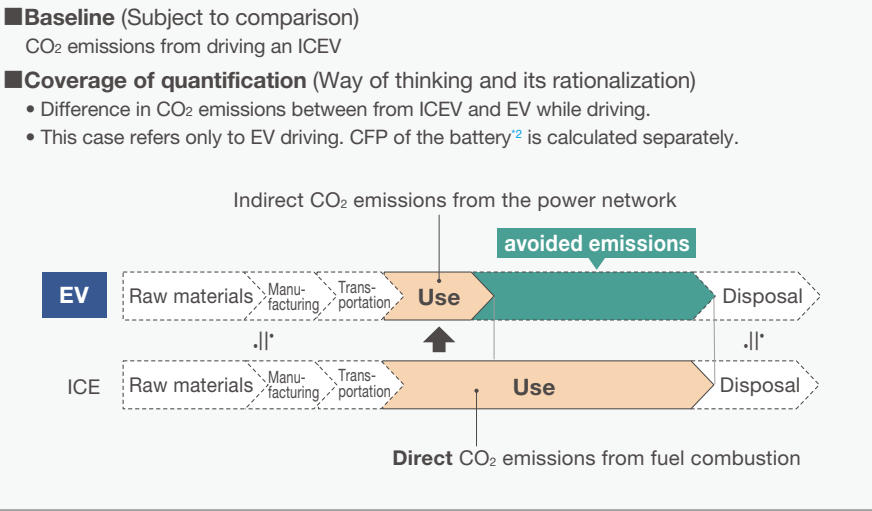 ■Baseline (Subject to comparison)
CO₂ emissions from driving an ICEV
■Coverage of quantification (Way of thinking and its rationalization)
• Difference in CO₂ emissions between from ICEV and EV while driving.
• This case refers only to EV driving. CFP of the battery*2 is calculated separately.
Indirect CO₂ emissions from the power network
avoided emissions
EV
Raw materials
Manu-
facturing
Trans-
portation
Use
Disposal
ICE
Raw materials
Manu-
facturing
Trans-
portation
Use
Disposal
Direct CO₂ emissions from fuel combustion